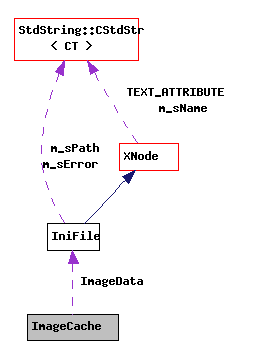 StdString::CStdStr
< CT >
TEXT_ATTRIBUTE
m_sName
m_sPath
m_sError
XNode
IniFile
ImageData
ImageCache